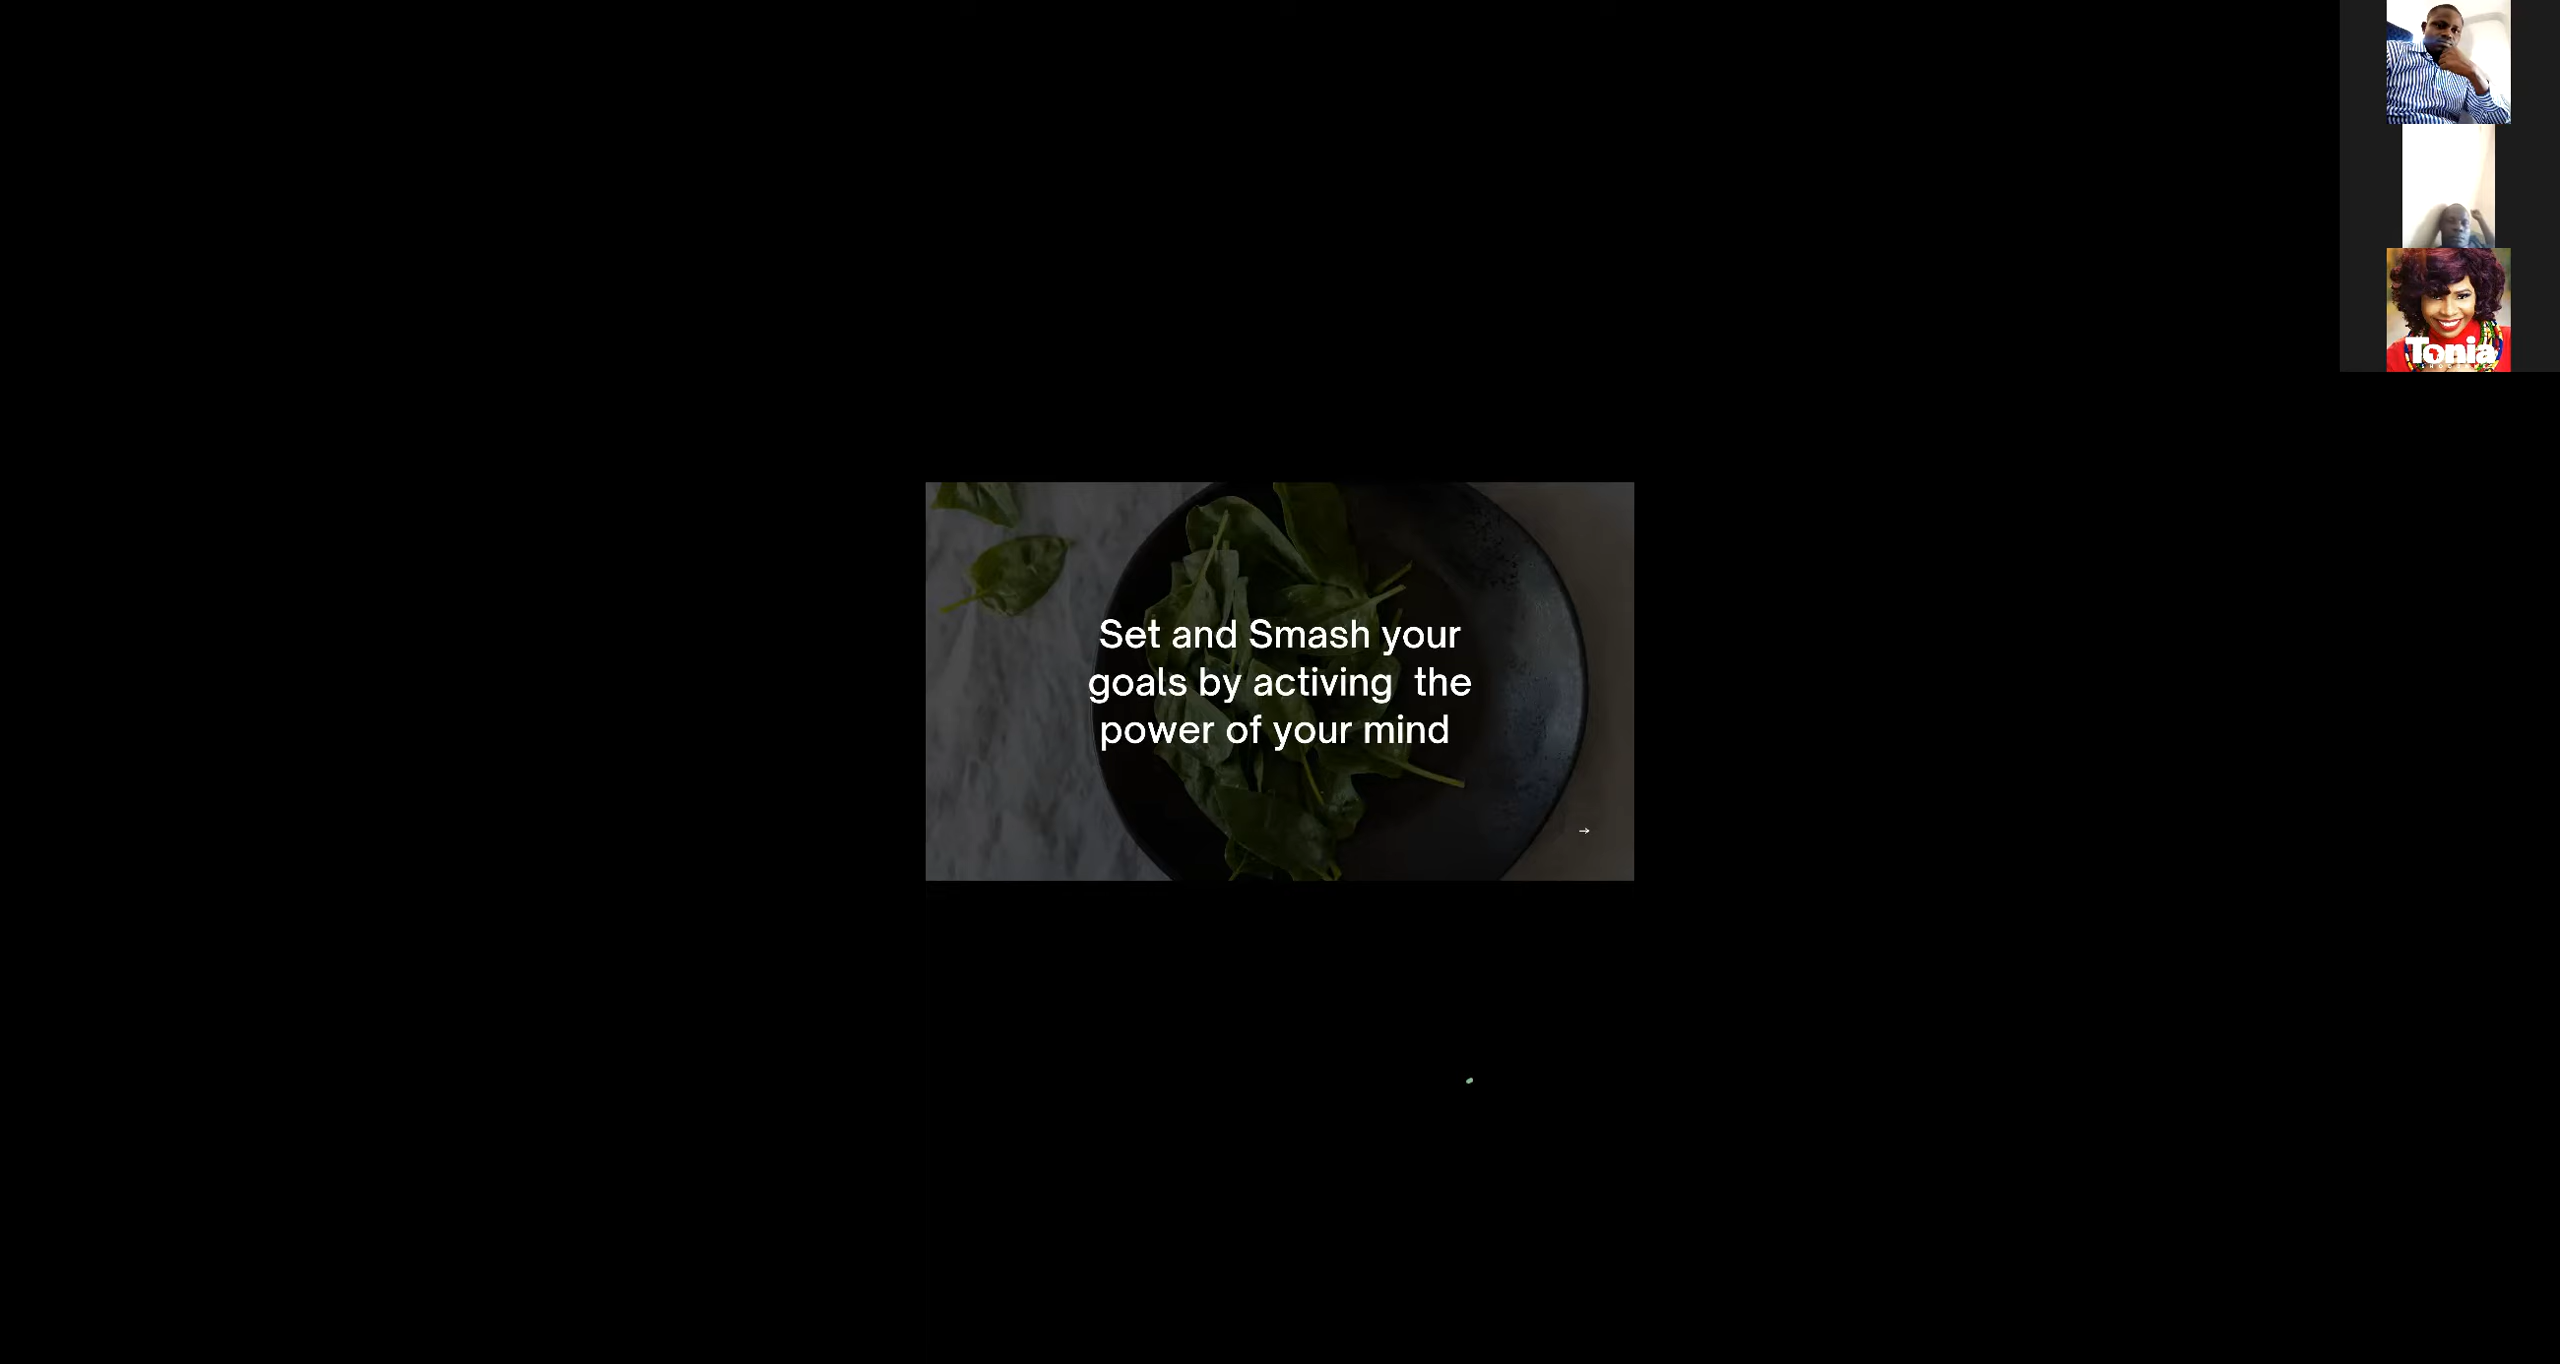 Set and Smash your
goals by activing the
power of your mind
→
Tonia